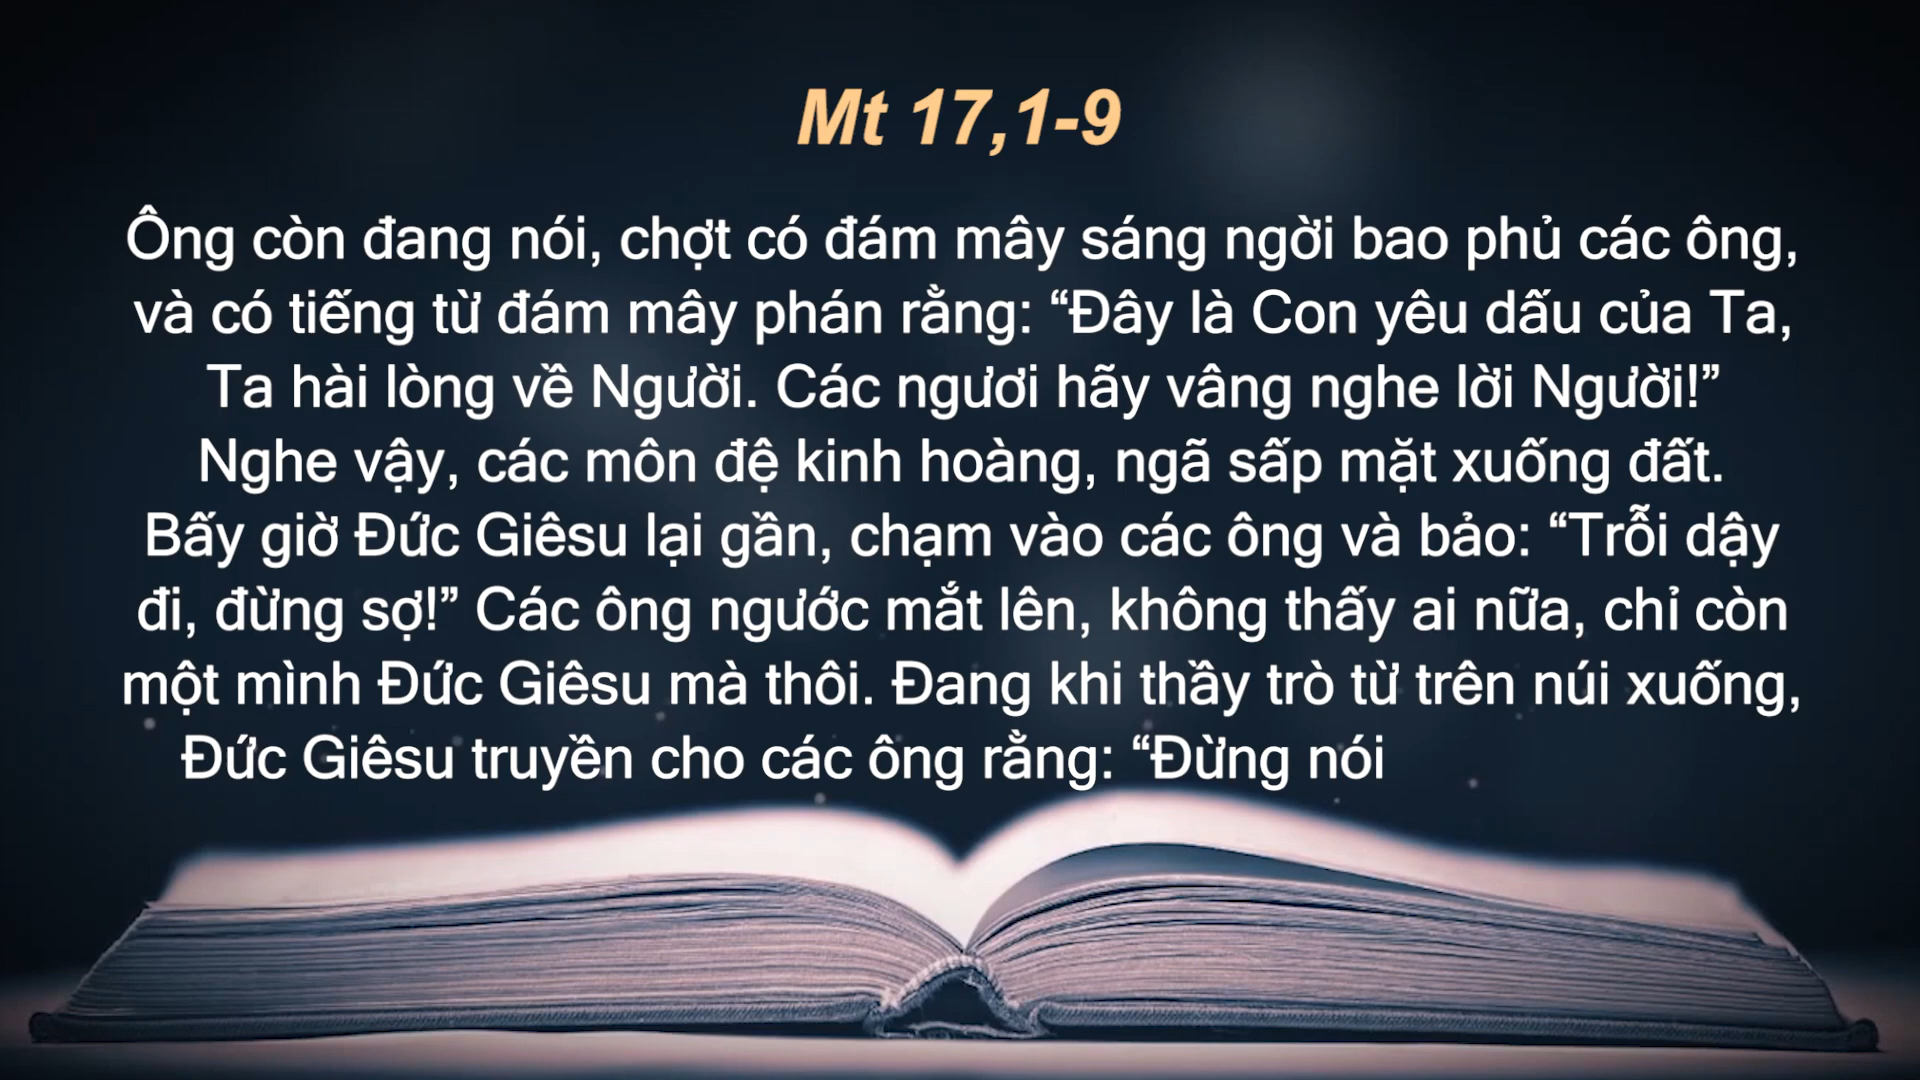 Mt 17,1-9
Ông còn đang nói, chợt có đám mây sáng ngời bao phủ các ông,
và có tiếng từ đám mây phán rằng: “Đây là Con yêu dấu của Ta,
Ta hài lòng về Người. Các ngươi hãy vâng nghe lời Người!”
Nghe vậy, các môn đệ kinh hoàng, ngã sấp mặt xuống đất.
Bấy giờ Đức Giêsu lại gần, chạm vào các ông và bảo: “Trỗi dậy
đi, đừng sợ!” Các ông ngước mắt lên, không thấy ai nữa, chỉ còn
một mình Đức Giêsu mà thôi. Đang khi thầy trò từ trên núi xuống,
Đức Giêsu truyền cho các ông rằng: “Đừng nói